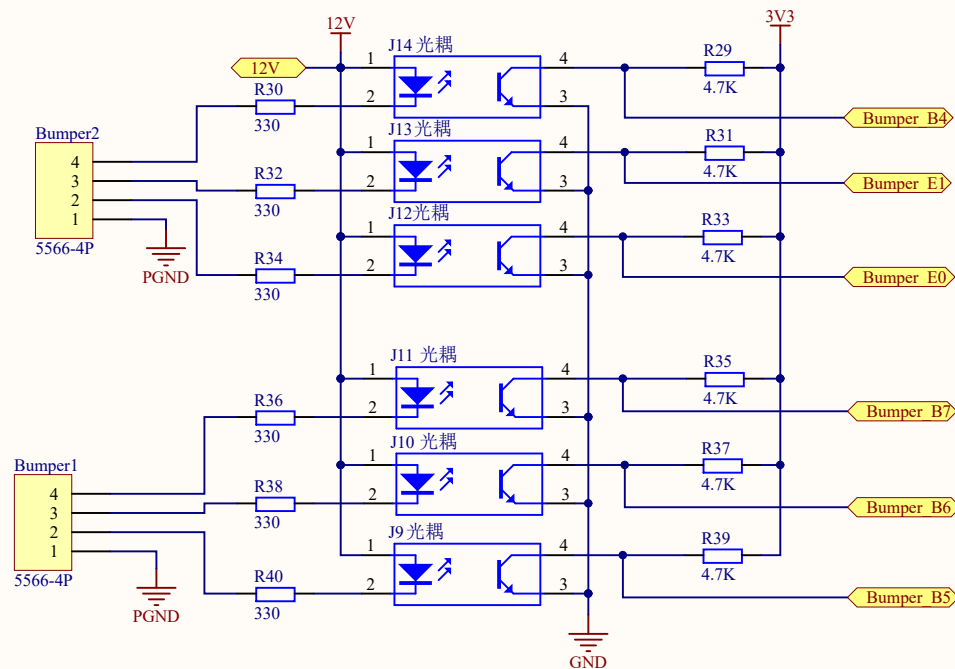 12V
3V3
12V
J14 光耦
1
2
4
3
R29
4.7K
R30
330
Bumper_B4
Bumper2
4
3
2
1
5566-4P
PGND
J13 光耦
1
2
4
3
R31
4.7K
R32
330
Bumper_E1
J12光耦
1
2
4
3
R33
4.7K
R34
330
Bumper_E0
J11 光耦
1
2
4
3
R35
4.7K
R36
330
Bumper_B7
Bumper1
4
3
2
1
5566-4P
PGND
J10 光耦
1
2
4
3
R37
4.7K
R38
330
Bumper_B6
J9光耦
1
2
4
3
R39
4.7K
R40
330
Bumper_B5
GND